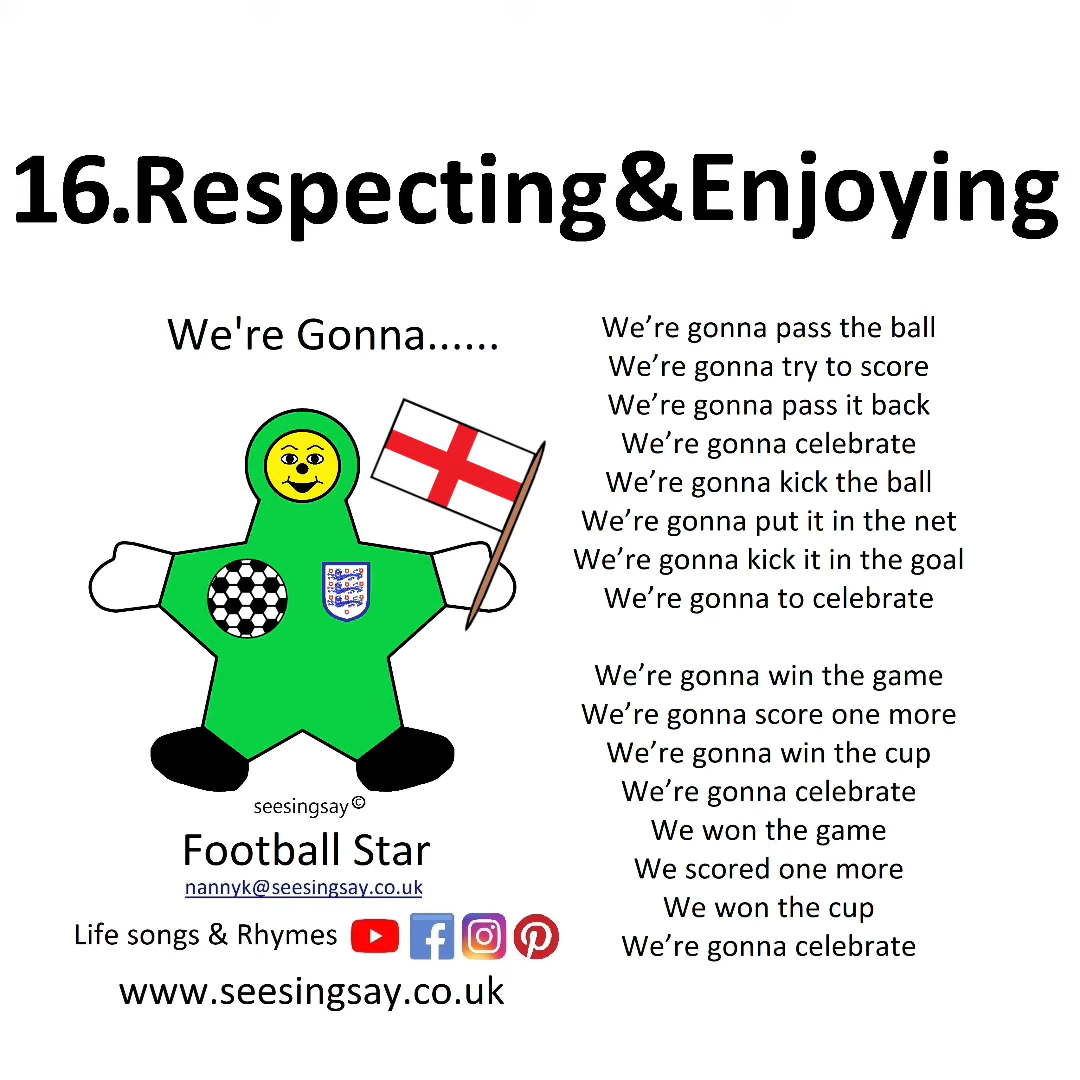 16.Respecting&Enjoying
We're Gonna......
seesingsay©
Football Star
nannyk@seesingsay.co.uk
Life songs & Rhymes
www.seesingsay.co.uk
We’re gonna pass the ball
We’re gonna try to score
We’re gonna pass it back
We’re gonna celebrate
We’re gonna kick the ball
We’re gonna put it in the net
We’re gonna kick it in the goal
We’re gonna to celebrate
We’re gonna win the game
We’re gonna score one more
We’re gonna win the cup
We’re gonna celebrate
We won the game
We scored one more
We won the cup
We’re gonna celebrate